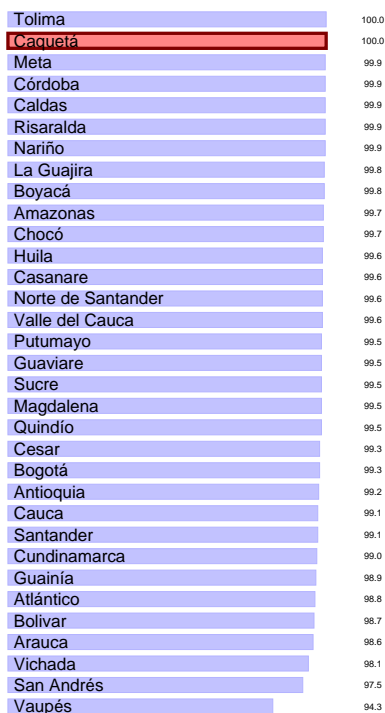 Tolima 100.0
Caquetá 100.0
Meta 99.9
Córdoba 99.9
Caldas 99.9
Risaralda 99.9
Nariño 99.9
La Guajira 99.8
Boyacá 99.8
Amazonas 99.7
Chocó 99.7
Huila 99.6
Casanare 99.6
Norte de Santander 99.6
Valle del Cauca 99.6
Putumayo 99.5
Guaviare 99.5
Sucre 99.5
Magdalena 99.5
Quindío 99.5
Cesar 99.3
Bogotá 99.3
Antioquia 99.2
Cauca 99.1
Santander 99.1
Cundinamarca 99.0
Guainía 98.9
Atlántico 98.8
Bolivar 98.7
Arauca 98.6
Vichada 98.1
San Andrés 97.5
Vaupés 94.3